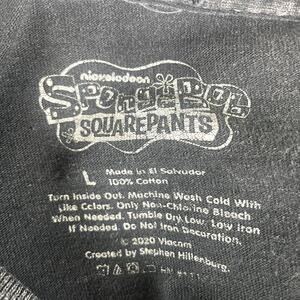 nickelodeon
SPONGEBOB
SQUAREPANTS
L
Made in El Salvador
100% Cotton
Turn Inside Out. Machine Wash Cold With
Like Colors. Only Non-Chlorine Bleach
When Needed. Tumble Dry Low. Low Iron
If Needed. Do Not Iron Decoration.
© 2020 Viacom
Created by Stephen Hillenburg.